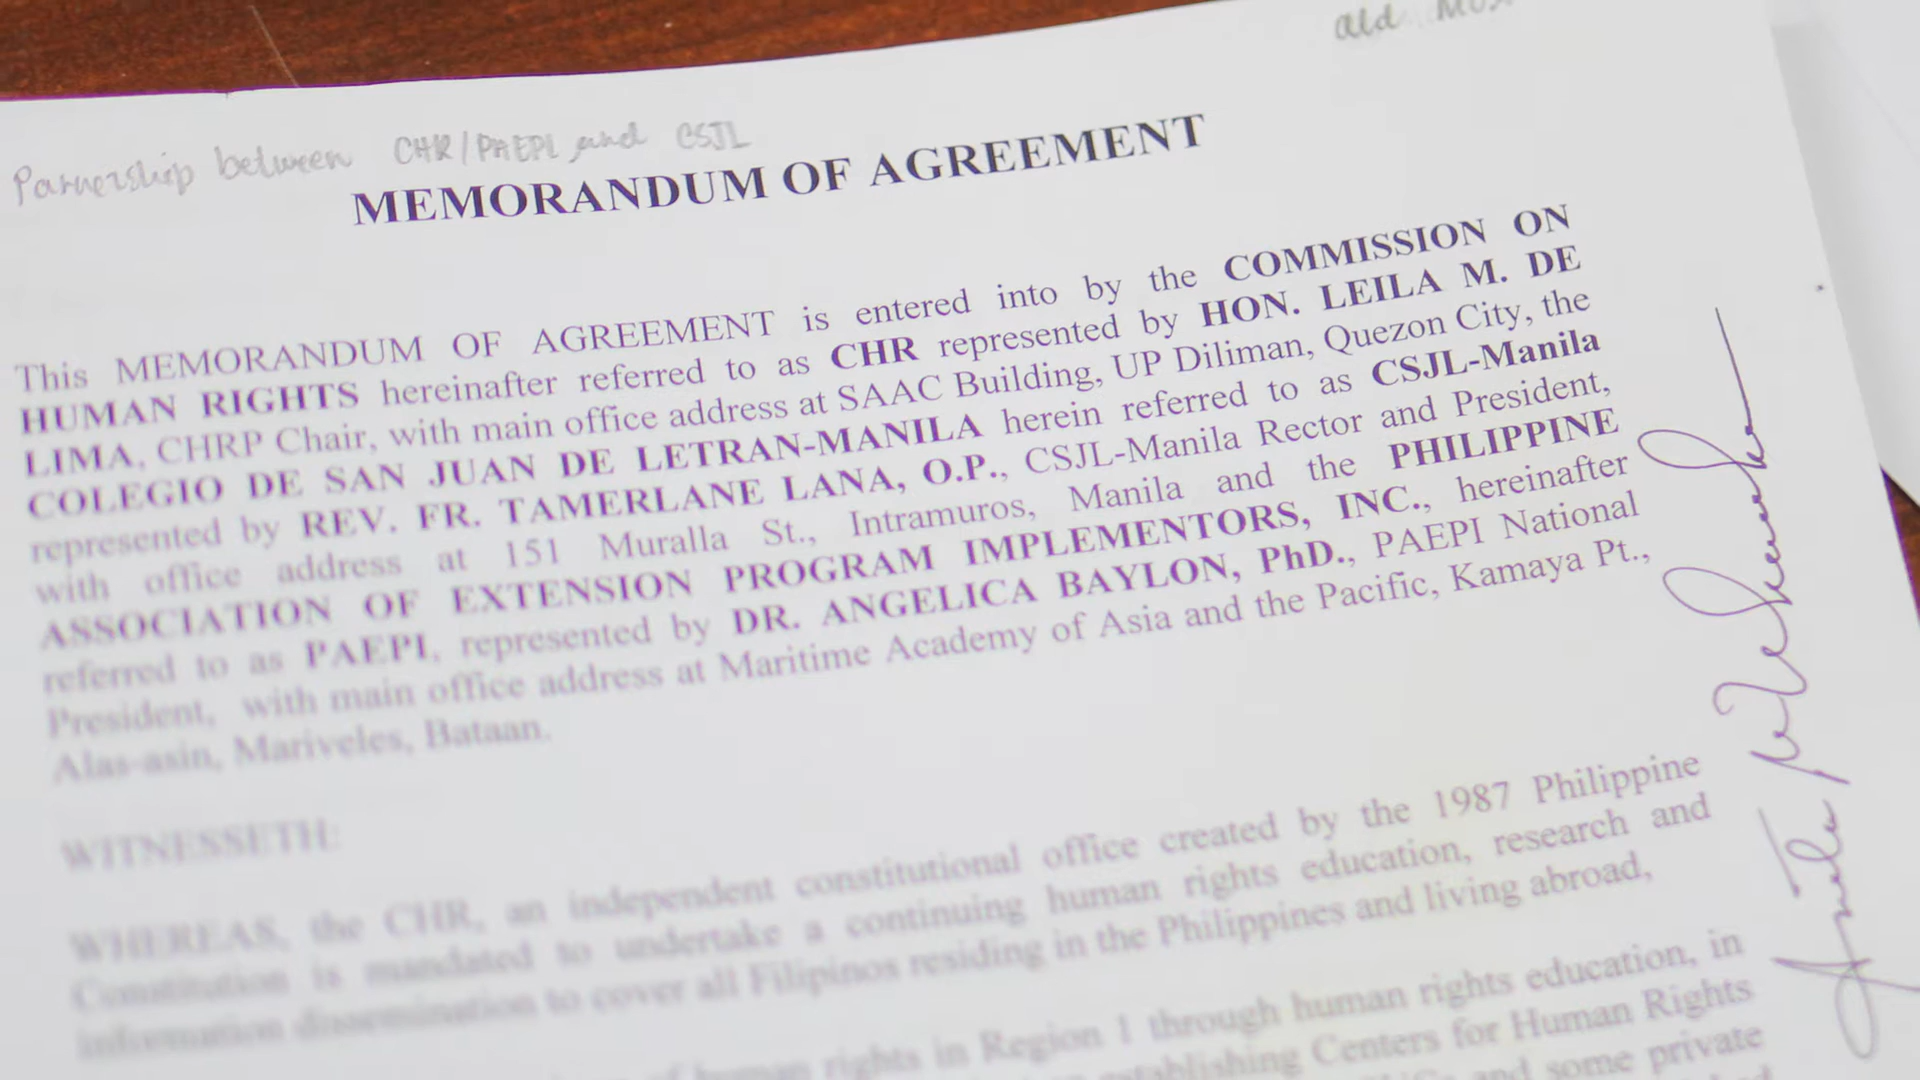 ald
Parnership between CHR/PAEPI and CSJL
MEMORANDUM OF AGREEMENT
This MEMORANDUM OF AGREEMENT is entered into by the COMMISSION ON
HUMAN RIGHTS hereinafter referred to as CHR represented by HON. LEILA M. DE
LIMA, CHRP Chair, with main office address at SAAC Building, UP Diliman, Quezon City, the
COLEGIO DE SAN JUAN DE LETRAN-MANILA herein referred to as CSJL-Manila
represented by REV. FR. TAMERLANE LANA, O.P., CSJL-Manila Rector and President,
with office address at 151 Muralla St., Intramuros, Manila and the PHILIPPINE
ASSOCIATION OF EXTENSION PROGRAM IMPLEMENTORS, INC., hereinafter
referred to as PAEPI, represented by DR. ANGELICA BAYLON, PhD., PAEPI National
President, with main office address at Maritime Academy of Asia and the Pacific, Kamaya Pt.,
Alas-asin, Mariveles, Bataan.
WITNESSETH:
WHEREAS, the CHR, an independent constitutional office created by the 1987 Philippine
Constitution is mandated to undertake a continuing human rights education, research and
information dissemination to cover all Filipinos residing in the Philippines and living abroad,
of human rights in Region 1 through human rights education, in
establishing Centers for Human Rights
and some private